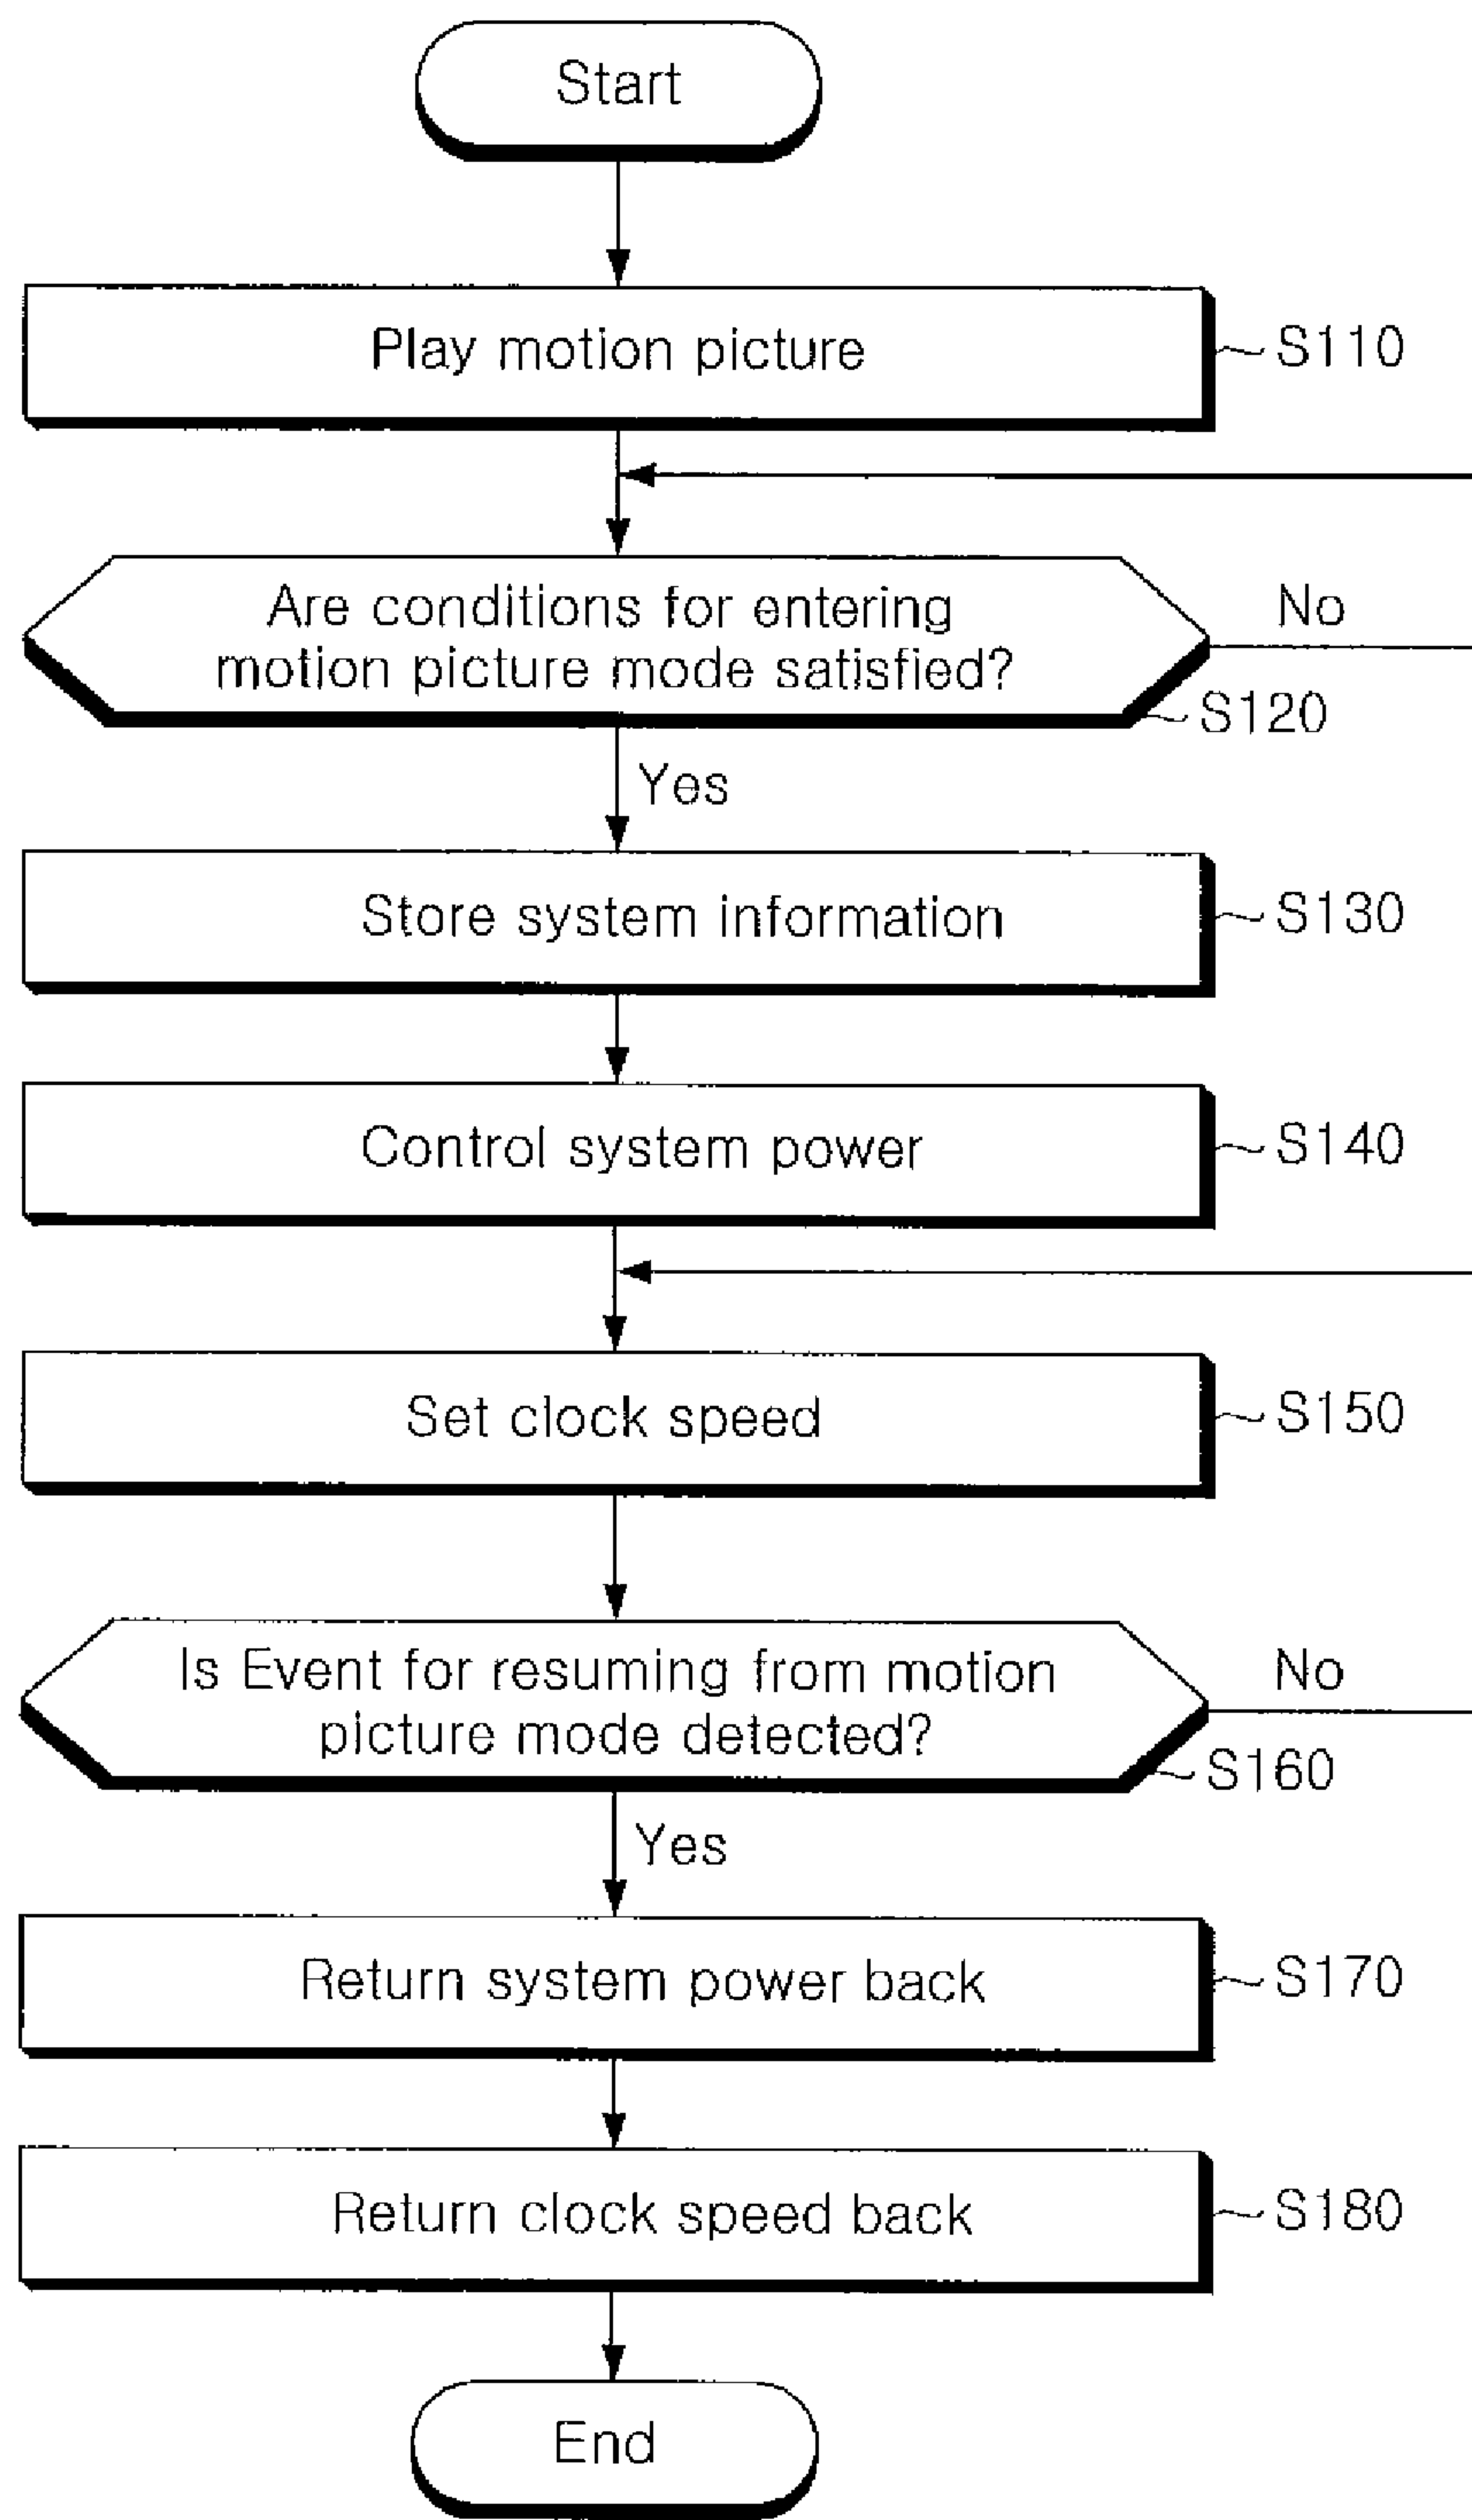 Start
Play motion picture
S110
Are conditions for entering
motion picture mode satisfied?
No
S120
Yes
Store system information
S130
Control system power
S140
Set clock speed
S150
Is Event for resuming from motion
picture mode detected?
No
S160
Yes
Return system power back
S170
Return clock speed back
S180
End